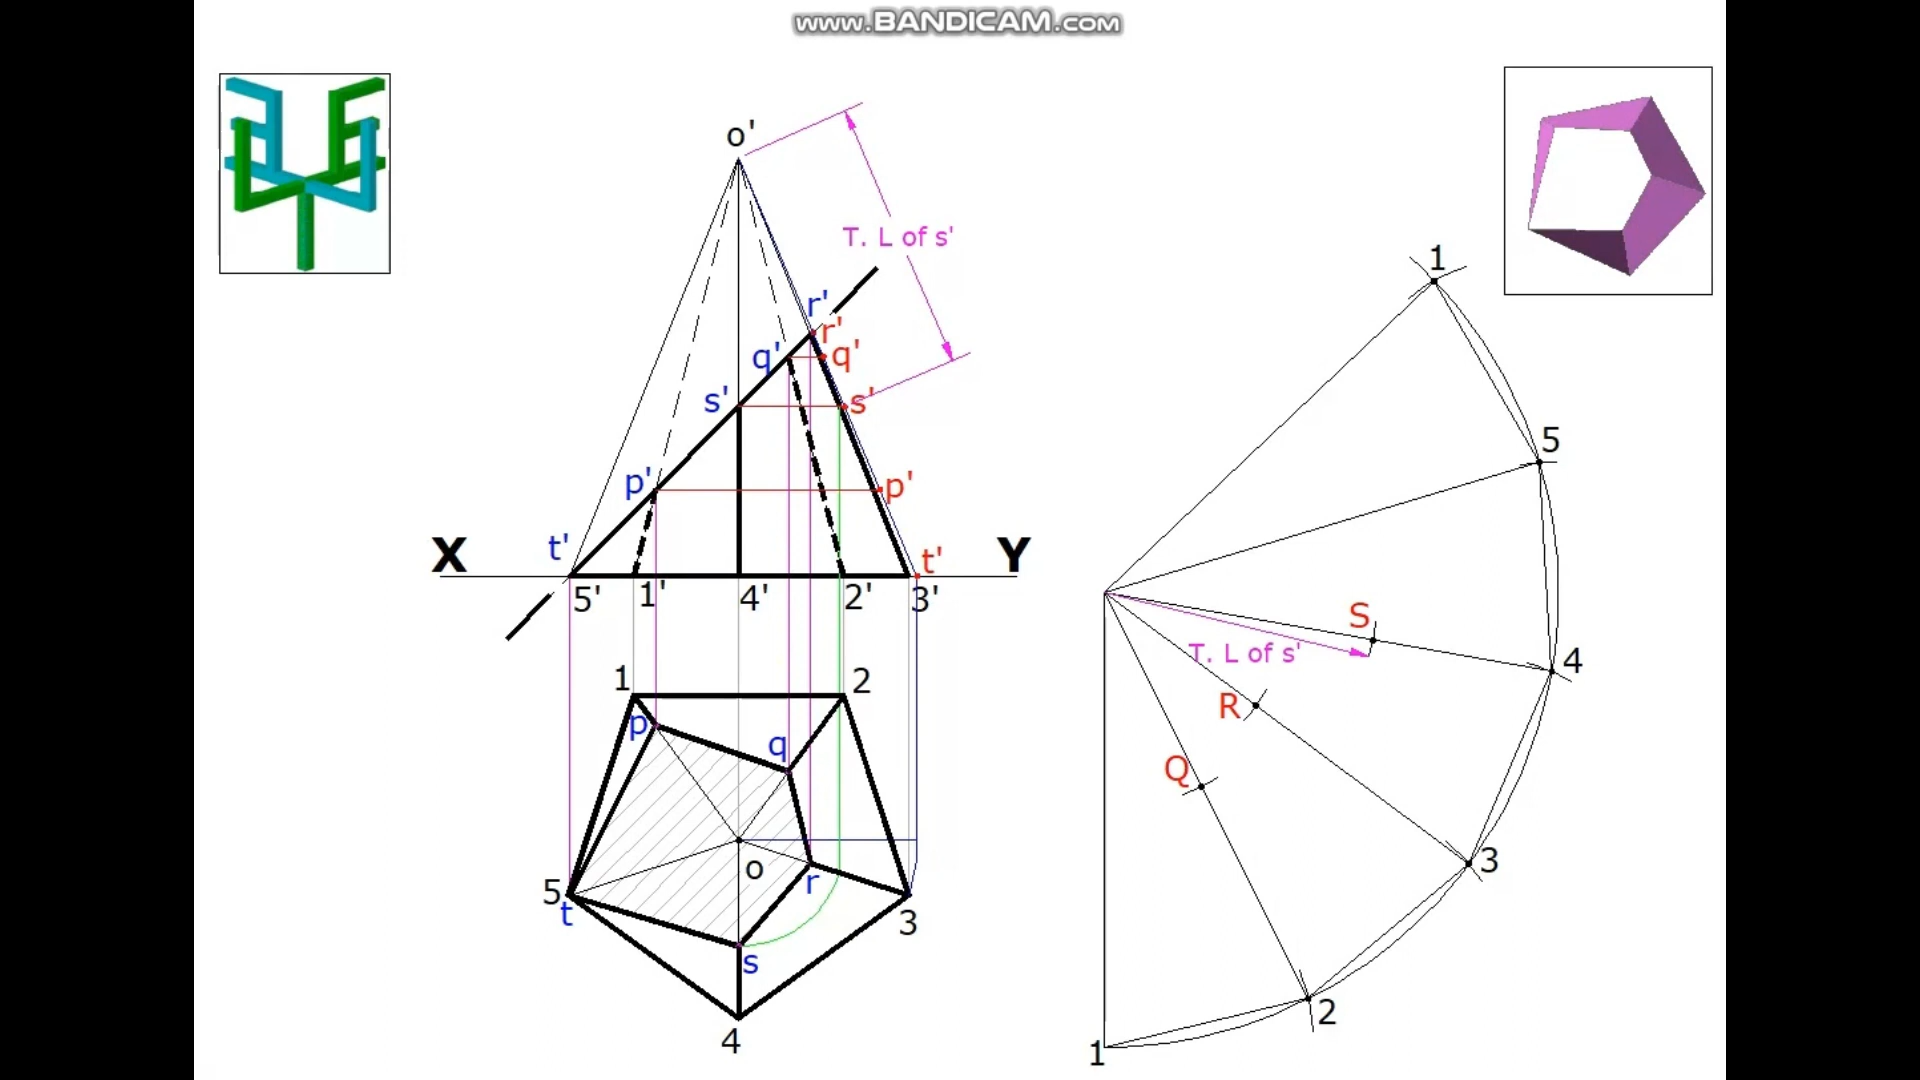 www.BANDICAM.com
o'
T. L of s'
r'
r'
q'
q'
s'
s'
p'
p'
X
t'
t'
Y
5'
1'
4'
2'
3'
1
2
p
q
o
r
5
t
3
s
4
1
5
S
T. L of s'
4
R
Q
3
2
1